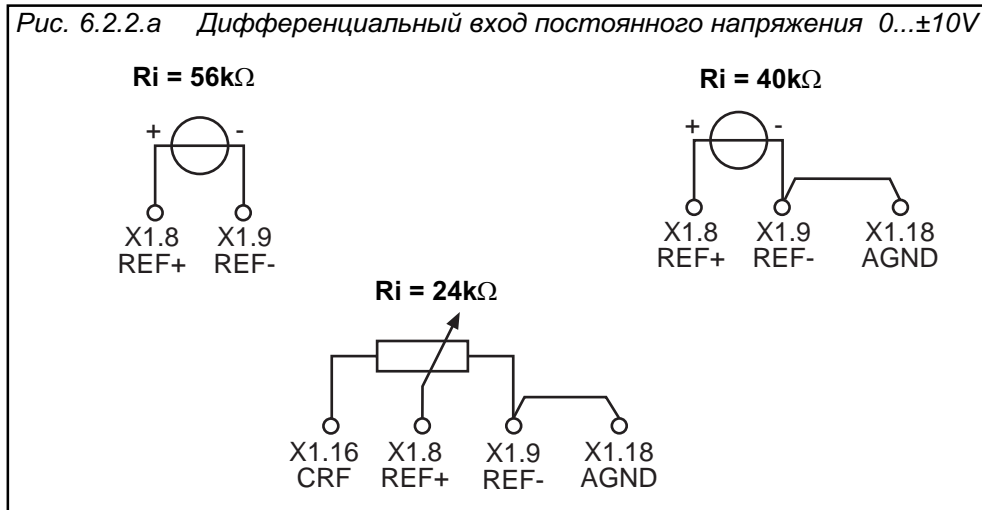 Рис. 6.2.2.a Дифференциальный вход постоянного напряжения 0...±10V
Ri = 56kΩ
+ -
X1.8 X1.9
REF+ REF-
Ri = 40kΩ
+ -
X1.8 X1.9 X1.18
REF+ REF- AGND
Ri = 24kΩ
X1.16 X1.8 X1.9 X1.18
CRF REF+ REF- AGND